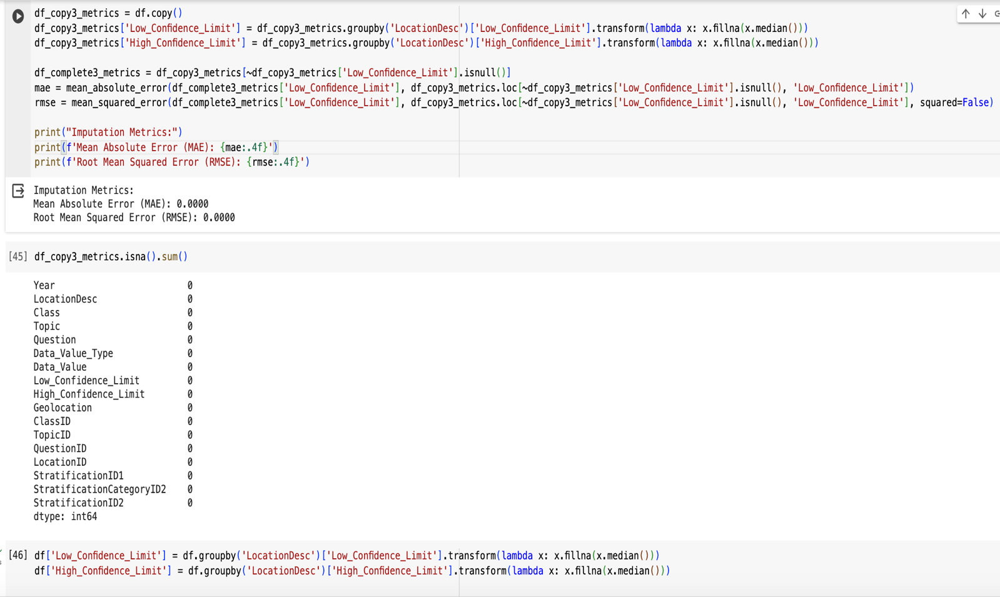 df_copy3_metrics = df.copy()
df_copy3_metrics['Low_Confidence_Limit'] = df_copy3_metrics.groupby('LocationDesc')['Low_Confidence_Limit'].transform(lambda x: x.fillna(x.median()))
df_copy3_metrics['High_Confidence_Limit'] = df_copy3_metrics.groupby('LocationDesc')['High_Confidence_Limit'].transform(lambda x: x.fillna(x.median()))
df_complete3_metrics = df_copy3_metrics[~df_copy3_metrics['Low_Confidence_Limit'].isnull()]
mae = mean_absolute_error(df_complete3_metrics['Low_Confidence_Limit'], df_copy3_metrics.loc[~df_copy3_metrics['Low_Confidence_Limit'].isnull(), 'Low_Confidence_Limit'])
rmse = mean_squared_error(df_complete3_metrics['Low_Confidence_Limit'], df_copy3_metrics.loc[~df_copy3_metrics['Low_Confidence_Limit'].isnull(), 'Low_Confidence_Limit'], squared=False)
print("Imputation Metrics:")
print(f'Mean Absolute Error (MAE): {mae:.4f}')
print(f'Root Mean Squared Error (RMSE): {rmse:.4f}')
Imputation Metrics:
Mean Absolute Error (MAE): 0.0000
Root Mean Squared Error (RMSE): 0.0000
[45] df_copy3_metrics.isna().sum()
Year 0
LocationDesc 0
Class 0
Topic 0
Question 0
Data_Value_Type 0
Data_Value 0
Low_Confidence_Limit 0
High_Confidence_Limit 0
Geolocation 0
ClassID 0
TopicID 0
QuestionID 0
LocationID 0
StratificationID1 0
StratificationCategoryID2 0
StratificationID2 0
dtype: int64
[46] df['Low_Confidence_Limit'] = df.groupby('LocationDesc')['Low_Confidence_Limit'].transform(lambda x: x.fillna(x.median()))
df['High_Confidence_Limit'] = df.groupby('LocationDesc')['High_Confidence_Limit'].transform(lambda x: x.fillna(x.median()))